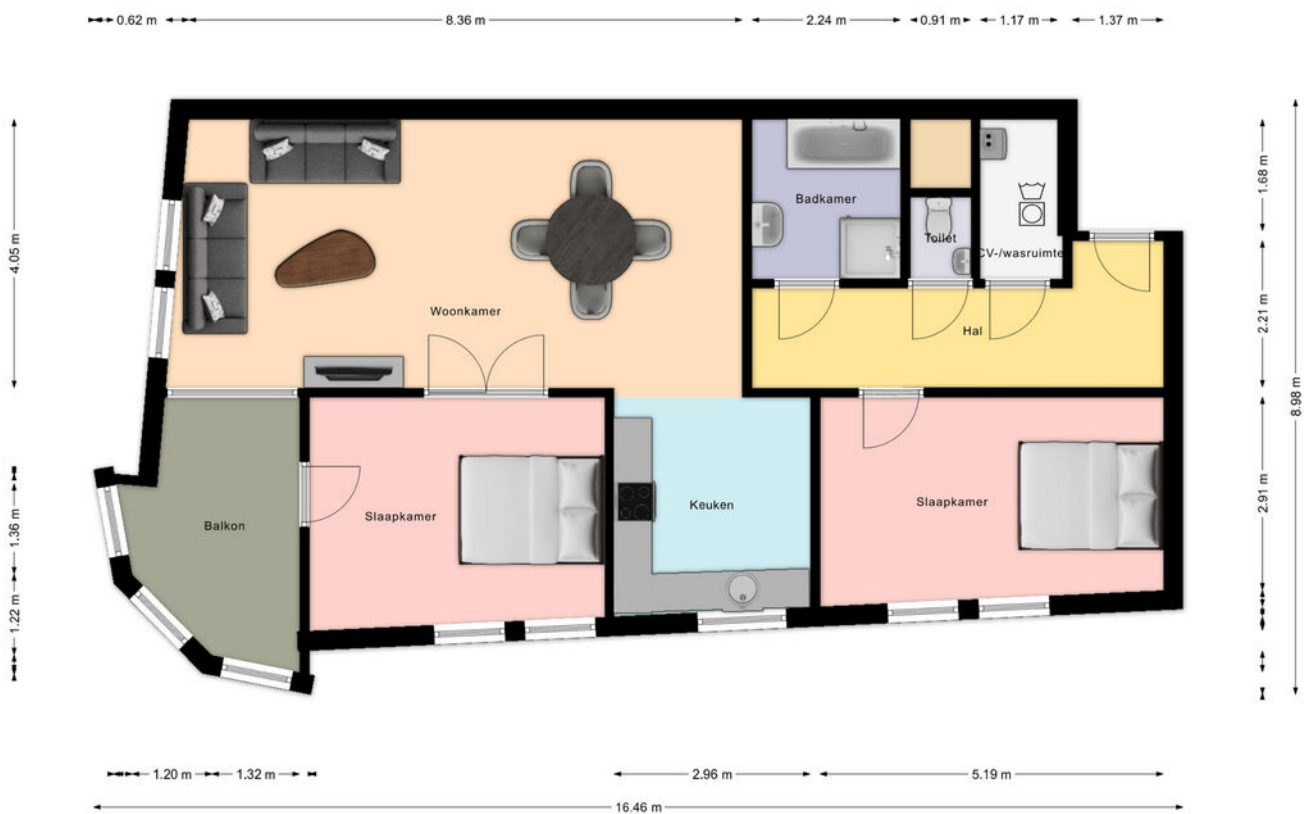 0.62 m
8.36 m
2.24 m
0.91 m
1.17 m
1.37 m
4.05 m
1.68 m
8.98 m
2.21 m
Badkamer
Toilet
CV-/wasruimte
Woonkamer
Hal
2.91 m
Slaapkamer
Keuken
Slaapkamer
Balkon
1.36 m
1.22 m
1.20 m
1.32 m
2.96 m
5.19 m
16.46 m